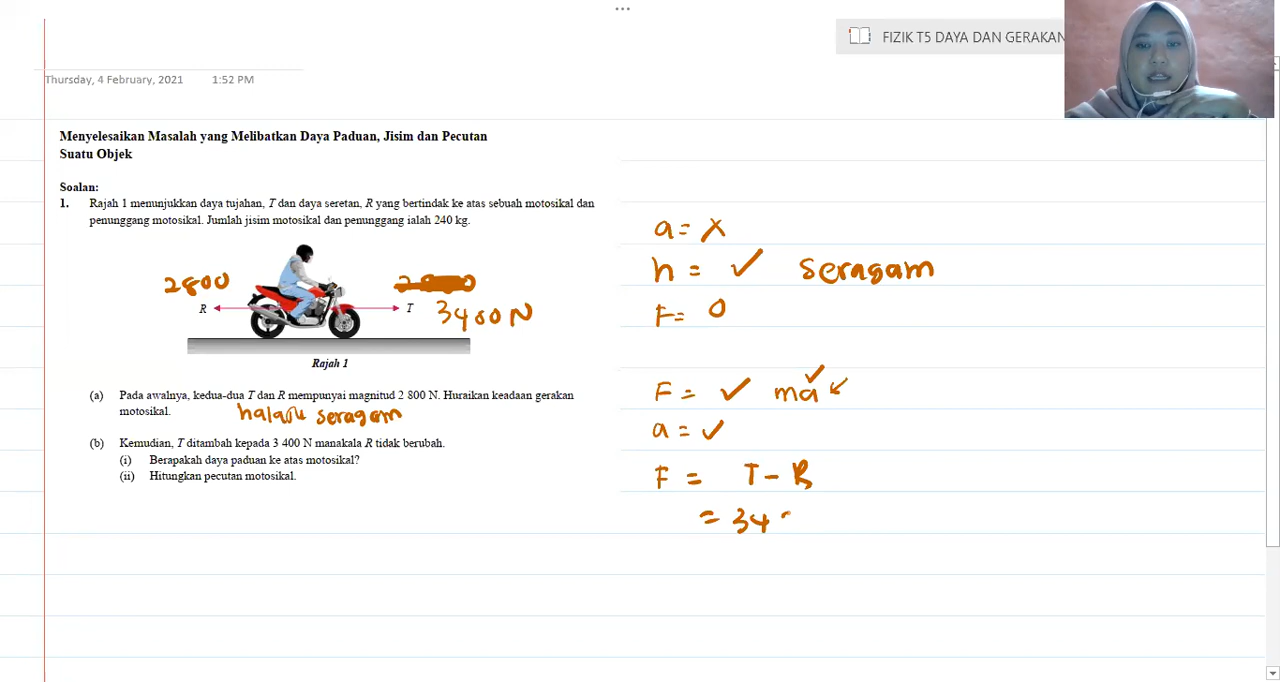 FIZIK T5 DAYA DAN GERAKAN
Thursday, 4 February, 2021 1:52 PM
Menyelesaikan Masalah yang Melibatkan Daya Paduan, Jisim dan Pecutan
Suatu Objek
Soalan:
1. Rajah 1 menunjukkan daya tujahan, T dan daya seretan, R yang bertindak ke atas sebuah motosikal dan
penunggang motosikal. Jumlah jisim motosikal dan penunggang ialah 240 kg.
2800
R
T
3400 N
Rajah 1
(a) Pada awalnya, kedua-dua T dan R mempunyai magnitud 2 800 N. Huraikan keadaan gerakan
motosikal.
halaju seragam
(b) Kemudian, T ditambah kepada 3 400 N manakala R tidak berubah.
(i) Berapakah daya paduan ke atas motosikal?
(ii) Hitungkan pecutan motosikal.
a = X
h = ✓ seragam
F = 0
F = ✓ ma ✓
a = ✓
F = T - R
= 34